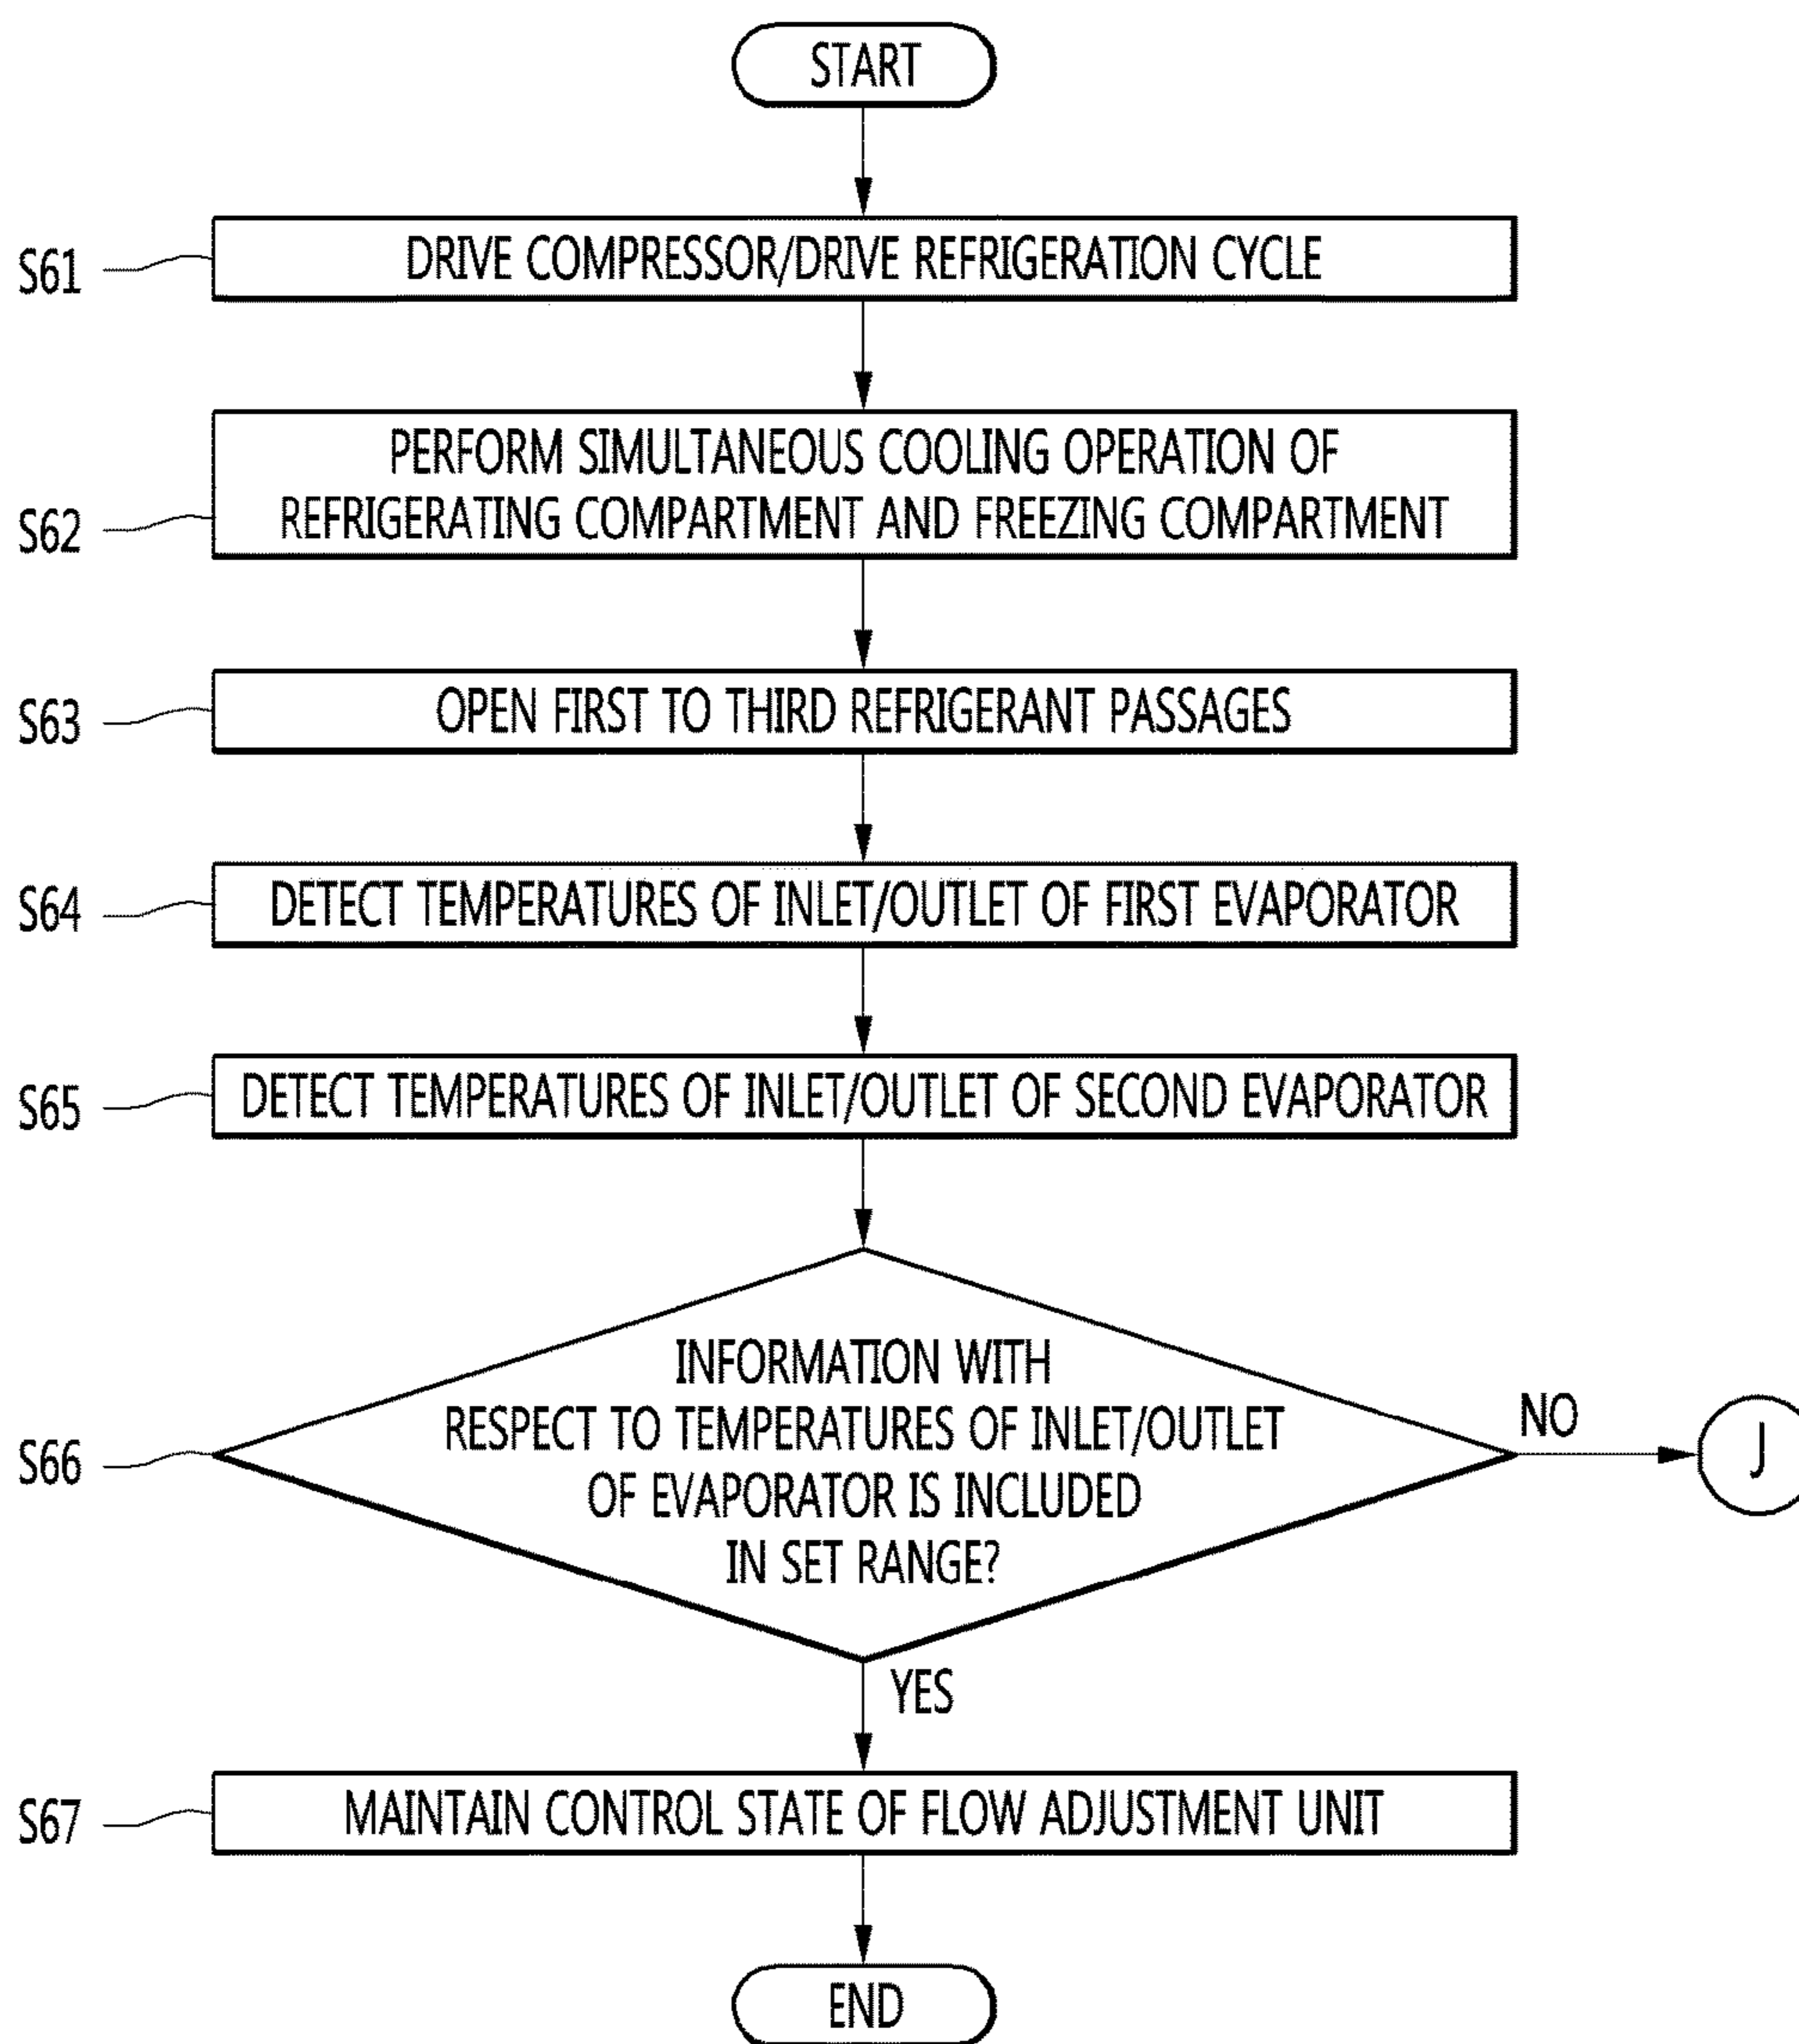 START
S61
DRIVE COMPRESSOR/DRIVE REFRIGERATION CYCLE
S62
PERFORM SIMULTANEOUS COOLING OPERATION OF
REFRIGERATING COMPARTMENT AND FREEZING COMPARTMENT
S63
OPEN FIRST TO THIRD REFRIGERANT PASSAGES
S64
DETECT TEMPERATURES OF INLET/OUTLET OF FIRST EVAPORATOR
S65
DETECT TEMPERATURES OF INLET/OUTLET OF SECOND EVAPORATOR
S66
INFORMATION WITH
RESPECT TO TEMPERATURES OF INLET/OUTLET
OF EVAPORATOR IS INCLUDED
IN SET RANGE?
NO
J
YES
S67
MAINTAIN CONTROL STATE OF FLOW ADJUSTMENT UNIT
END